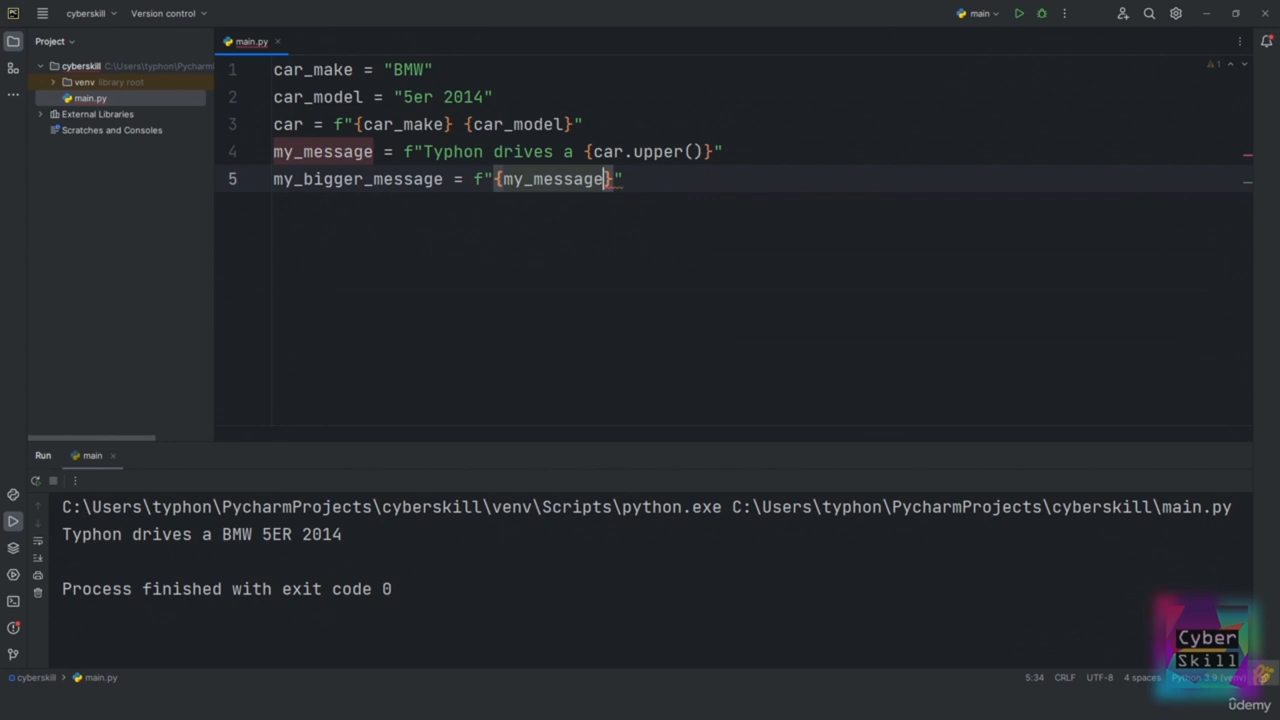 cyberskill
Version control
main
Project
main.py
cyberskill C:\Users\typhon\Pycharm
venv library root
main.py
External Libraries
Scratches and Consoles
1
1 car_make = "BMW"
2 car_model = "5er 2014"
3 car = f"{car_make} {car_model}"
4 my_message = f"Typhon drives a {car.upper()}"
5 my_bigger_message = f"{my_message}"
Run
main
C:\Users\typhon\PycharmProjects\cyberskill\venv\Scripts\python.exe C:\Users\typhon\PycharmProjects\cyberskill\main.py
Typhon drives a BMW 5ER 2014
Process finished with exit code 0
cyberskill > main.py
5:34 CRLF UTF-8 4 spaces Python 3.9 (venv)
Cyber
Skill
udemy